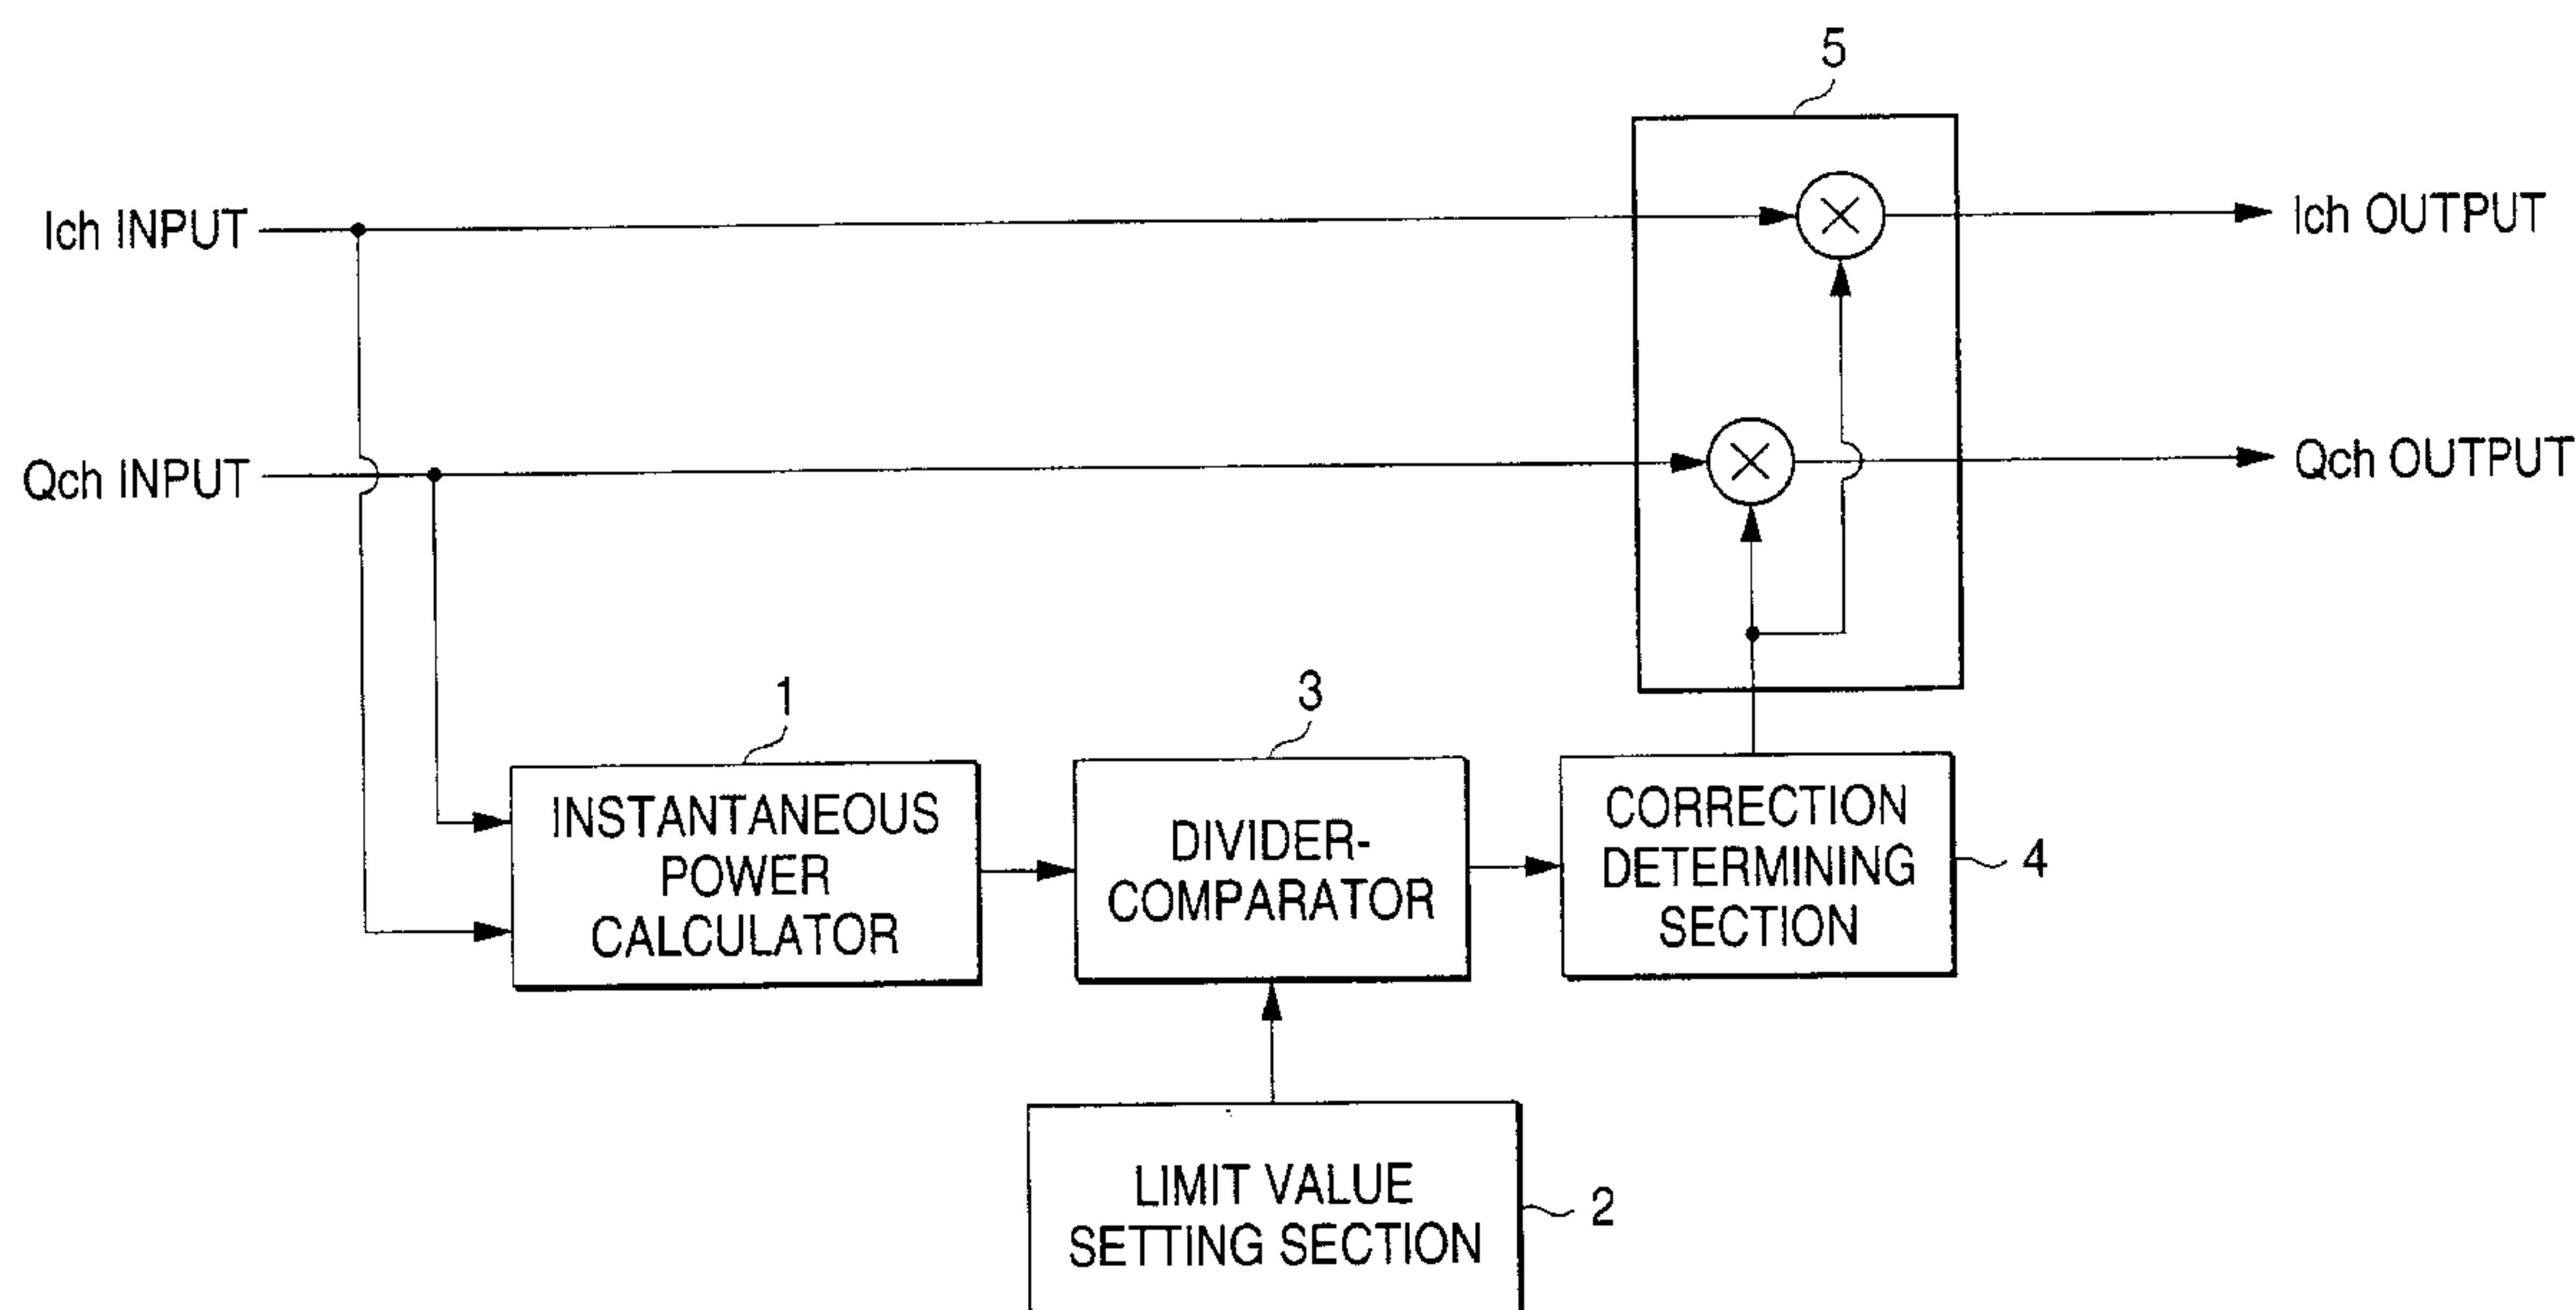 5
Ich INPUT
Ich OUTPUT
Qch INPUT
Qch OUTPUT
1
3
INSTANTANEOUS
POWER
CALCULATOR
DIVIDER-
COMPARATOR
CORRECTION
DETERMINING
SECTION
4
LIMIT VALUE
SETTING SECTION
2